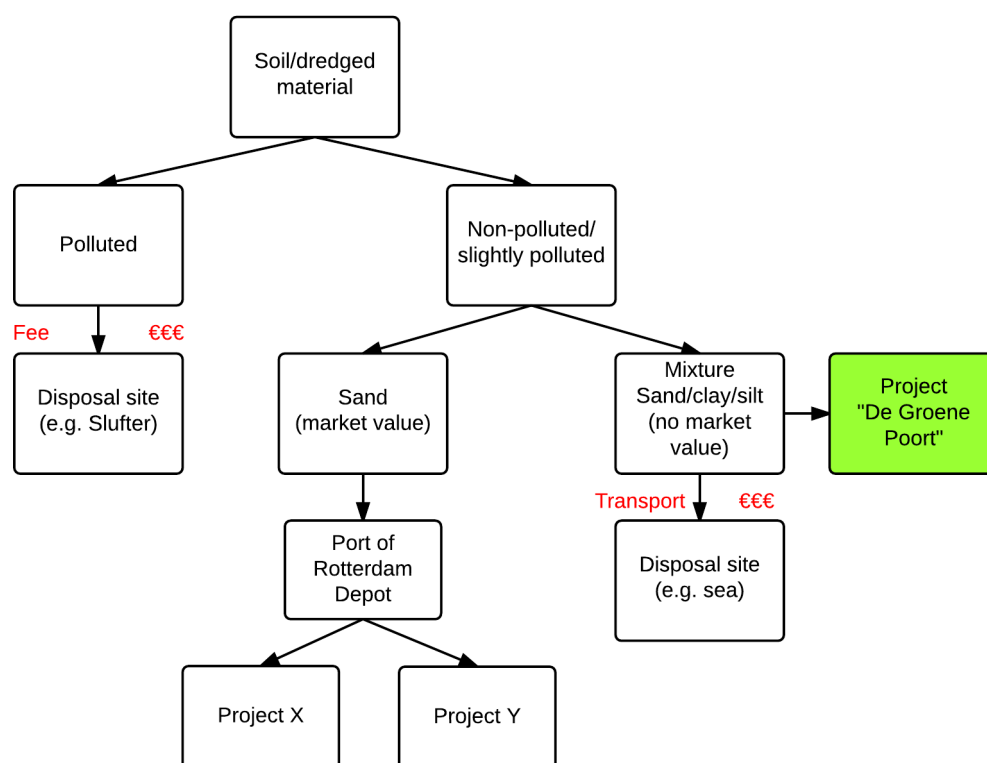 Soil/dredged
material
Polluted
Non-polluted/
slightly polluted
Fee €€€
Disposal site
(e.g. Slufter)
Sand
(market value)
Mixture
Sand/clay/silt
(no market
value)
Project
"De Groene
Poort"
Transport €€€
Port of
Rotterdam
Depot
Disposal site
(e.g. sea)
Project X
Project Y